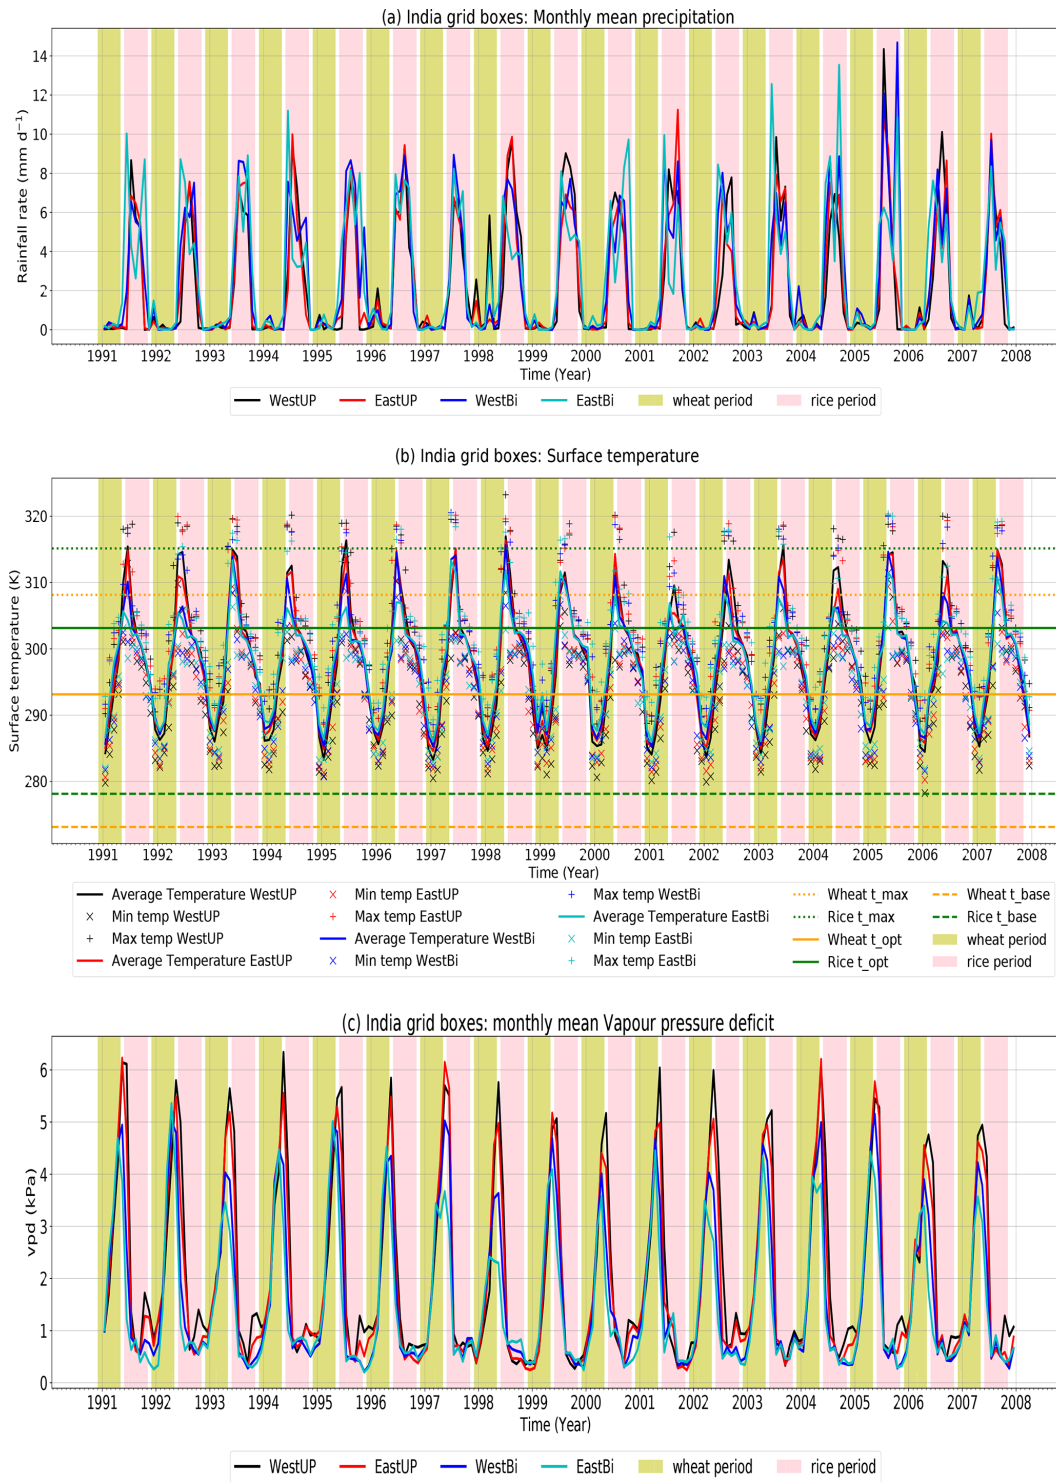 (a) India grid boxes: Monthly mean precipitation
Rainfall rate (mm d⁻¹)
14
12
10
8
6
4
2
0
1991 1992 1993 1994 1995 1996 1997 1998 1999 2000 2001 2002 2003 2004 2005 2006 2007 2008
Time (Year)
WestUP EastUP WestBi EastBi wheat period rice period
(b) India grid boxes: Surface temperature
Surface temperature (K)
320
310
300
290
280
1991 1992 1993 1994 1995 1996 1997 1998 1999 2000 2001 2002 2003 2004 2005 2006 2007 2008
Time (Year)
Average Temperature WestUP Min temp EastUP Max temp WestBi Wheat t_max Wheat t_base
Min temp WestUP Max temp EastUP Average Temperature EastBi Rice t_max Rice t_base
Max temp WestUP Average Temperature WestBi Min temp EastBi Wheat t_opt wheat period
Average Temperature EastUP Min temp WestBi Max temp EastBi Rice t_opt rice period
(c) India grid boxes: monthly mean Vapour pressure deficit
vpd (kPa)
6
5
4
3
2
1
0
1991 1992 1993 1994 1995 1996 1997 1998 1999 2000 2001 2002 2003 2004 2005 2006 2007 2008
Time (Year)
WestUP EastUP WestBi EastBi wheat period rice period